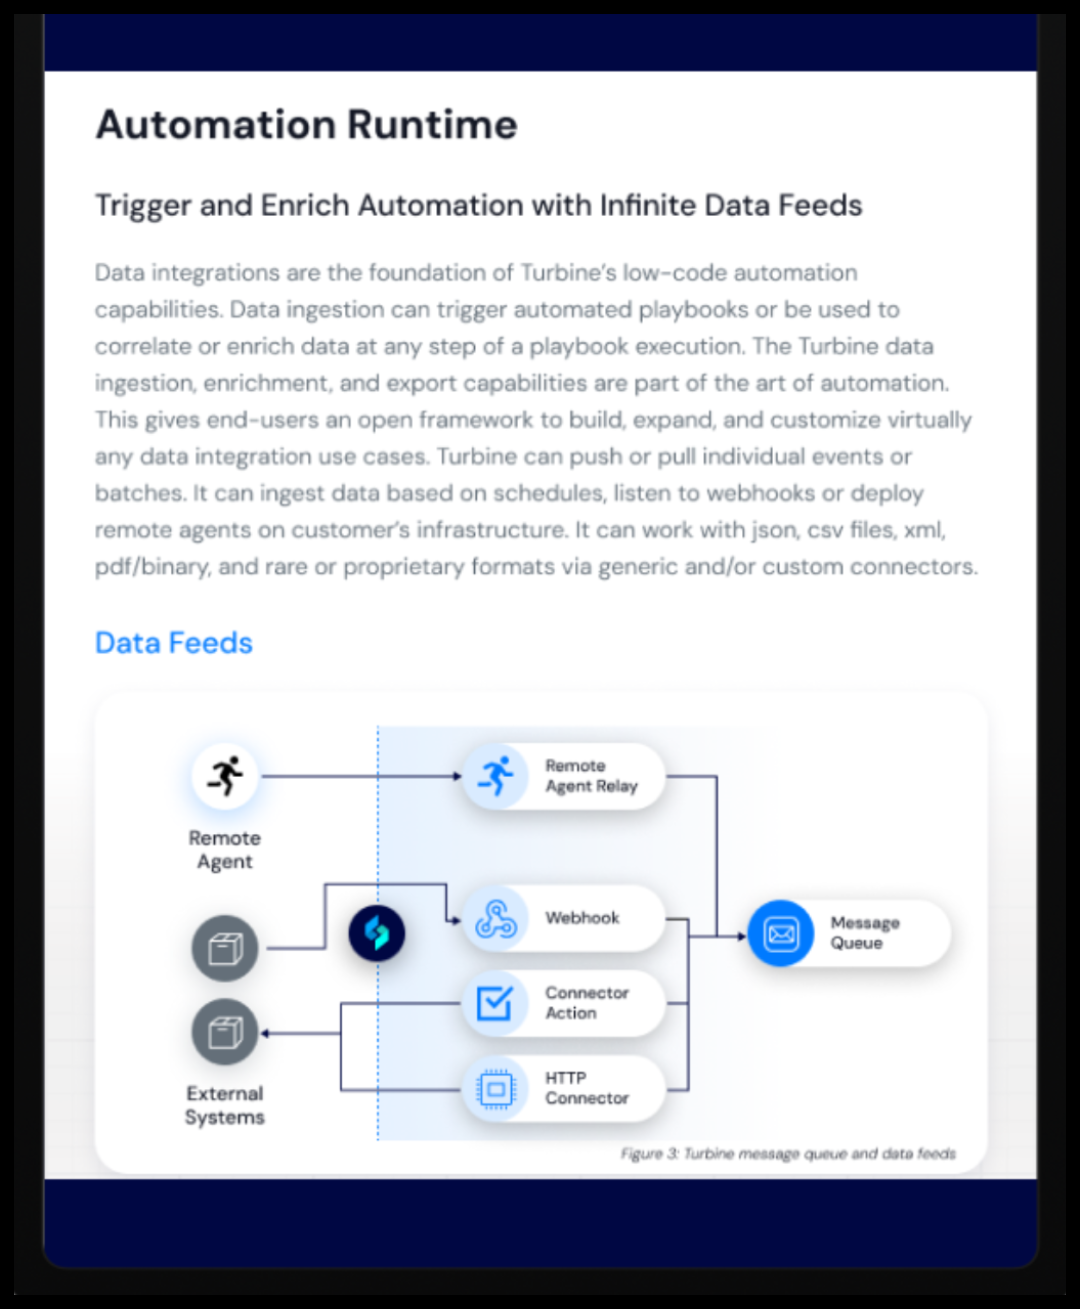 Automation Runtime
Trigger and Enrich Automation with Infinite Data Feeds
Data integrations are the foundation of Turbine's low-code automation
capabilities. Data ingestion can trigger automated playbooks or be used to
correlate or enrich data at any step of a playbook execution. The Turbine data
ingestion, enrichment, and export capabilities are part of the art of automation.
This gives end-users an open framework to build, expand, and customize virtually
any data integration use cases. Turbine can push or pull individual events or
batches. It can ingest data based on schedules, listen to webhooks or deploy
remote agents on customer's infrastructure. It can work with json, csv files, xml,
pdf/binary, and rare or proprietary formats via generic and/or custom connectors.
Data Feeds
Remote
Agent
Remote
Agent Relay
Webhook
Message
Queue
Connector
Action
HTTP
Connector
External
Systems
Figure 3: Turbine message queue and data feeds